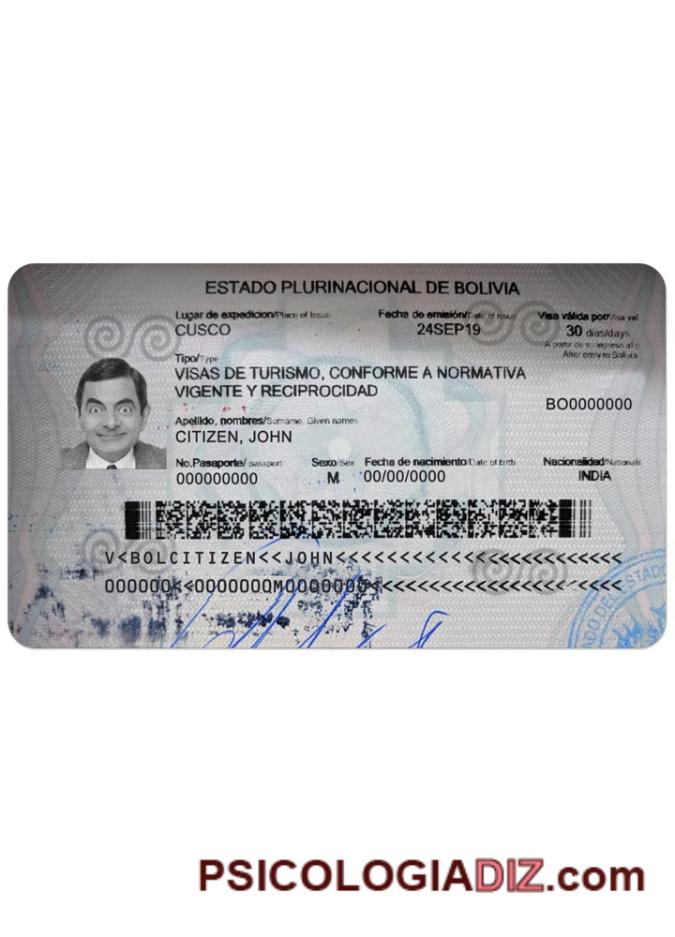 ESTADO PLURINACIONAL DE BOLIVIA
Lugar de expedicion/Place of Issue Fecha de emisión/Date of issue Visa válida por/Visa val
CUSCO 24SEP19 30 dias/days
A partir de su ingreso al p
After entry to Bolivia
Tipo/Type
VISAS DE TURISMO, CONFORME A NORMATIVA
VIGENTE Y RECIPROCIDAD
BO0000000
Apellido, nombres/Surname, Given names
CITIZEN, JOHN
No.Pasaporte/ passport Sexo/Sex Fecha de nacimiento/Date of birth Nacionalidad/
000000000 M 00/00/0000 INDIA
V<BOLCITIZEN<<JOHN<<<<<<<<<<<<<<<<<<<<<<<<<<
000000<<0000000M0000000<<<<<<<<<<<<<<<<<<<<<
ADO DE ESTADO
PSICOLOGIADIZ.com